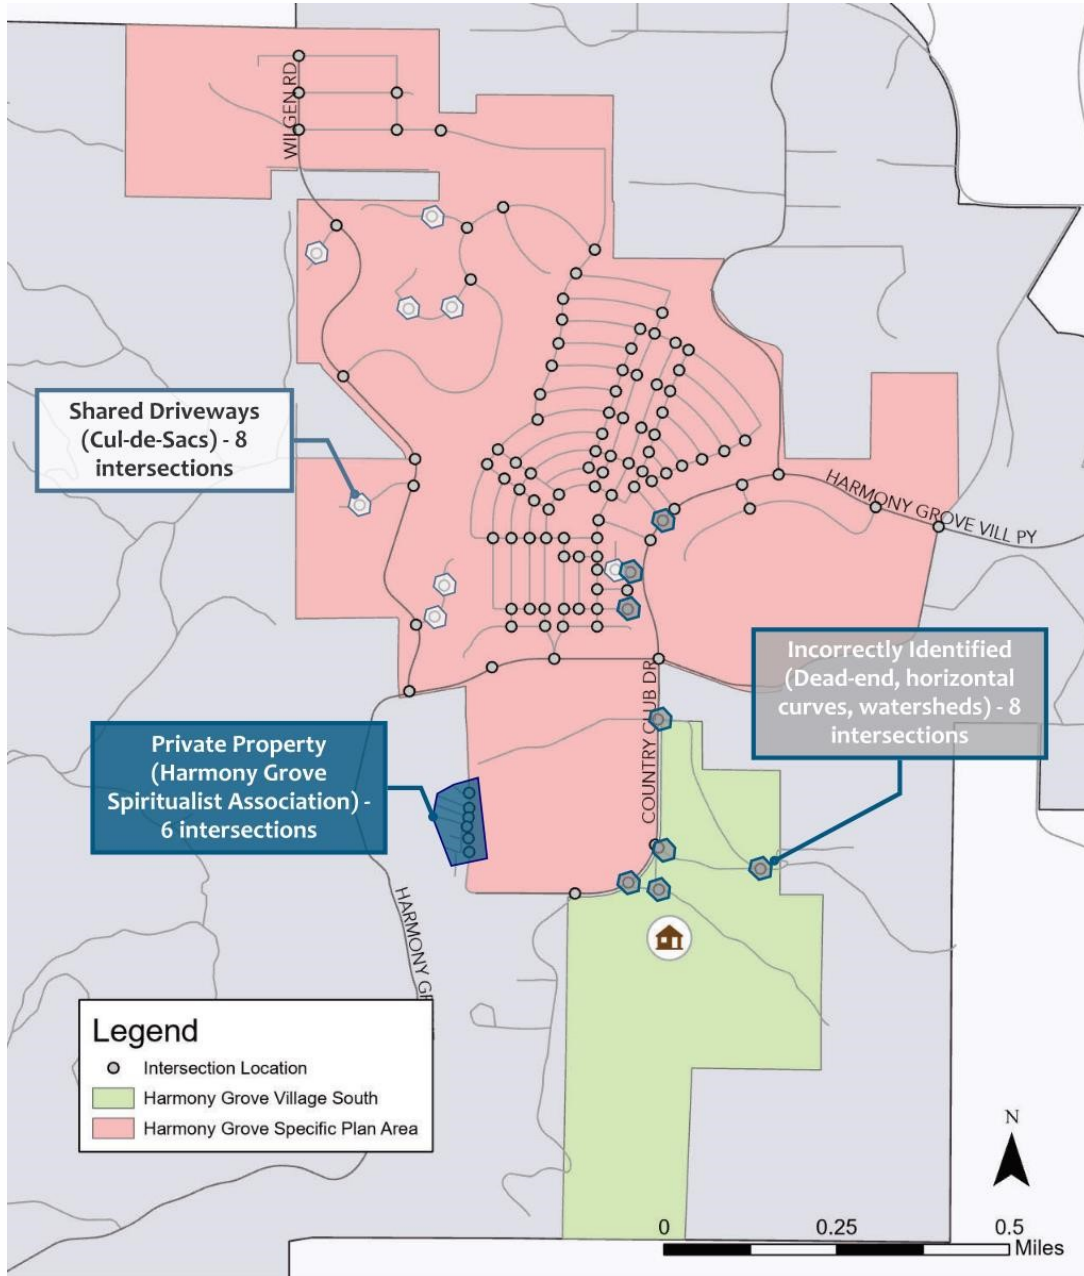 WILGEN RD
Shared Driveways
(Cul-de-Sacs) - 8
intersections
HARMONY GROVE VILL PY
Incorrectly Identified
(Dead-end, horizontal
curves, watersheds) - 8
intersections
COUNTRY CLUB DR
Private Property
(Harmony Grove
Spiritualist Association) -
6 intersections
HARMONY GR
Legend
Intersection Location
Harmony Grove Village South
Harmony Grove Specific Plan Area
N
0 0.25 0.5
Miles